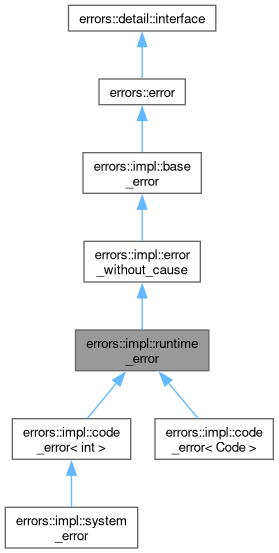 errors::detail::interface
errors::error
errors::impl::base
_error
errors::impl::error
_without_cause
errors::impl::runtime
_error
errors::impl::code
_error< int >
errors::impl::code
_error< Code >
errors::impl::system
_error